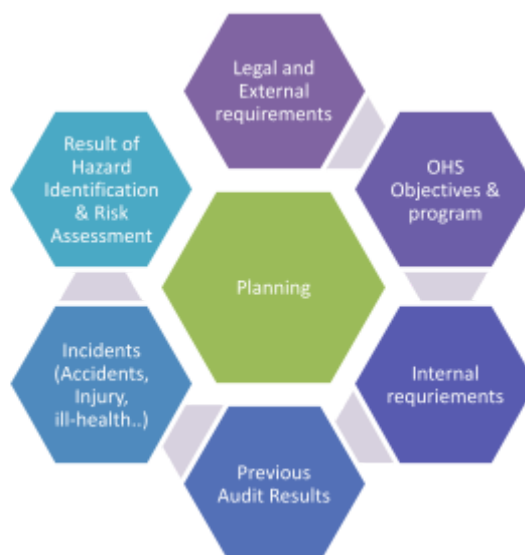 Legal and
External
requirements
OHS
Objectives &
program
Internal
requriements
Previous
Audit Results
Incidents
(Accidents,
Injury,
ill-health..)
Result of
Hazard
Identification
& Risk
Assessment
Planning